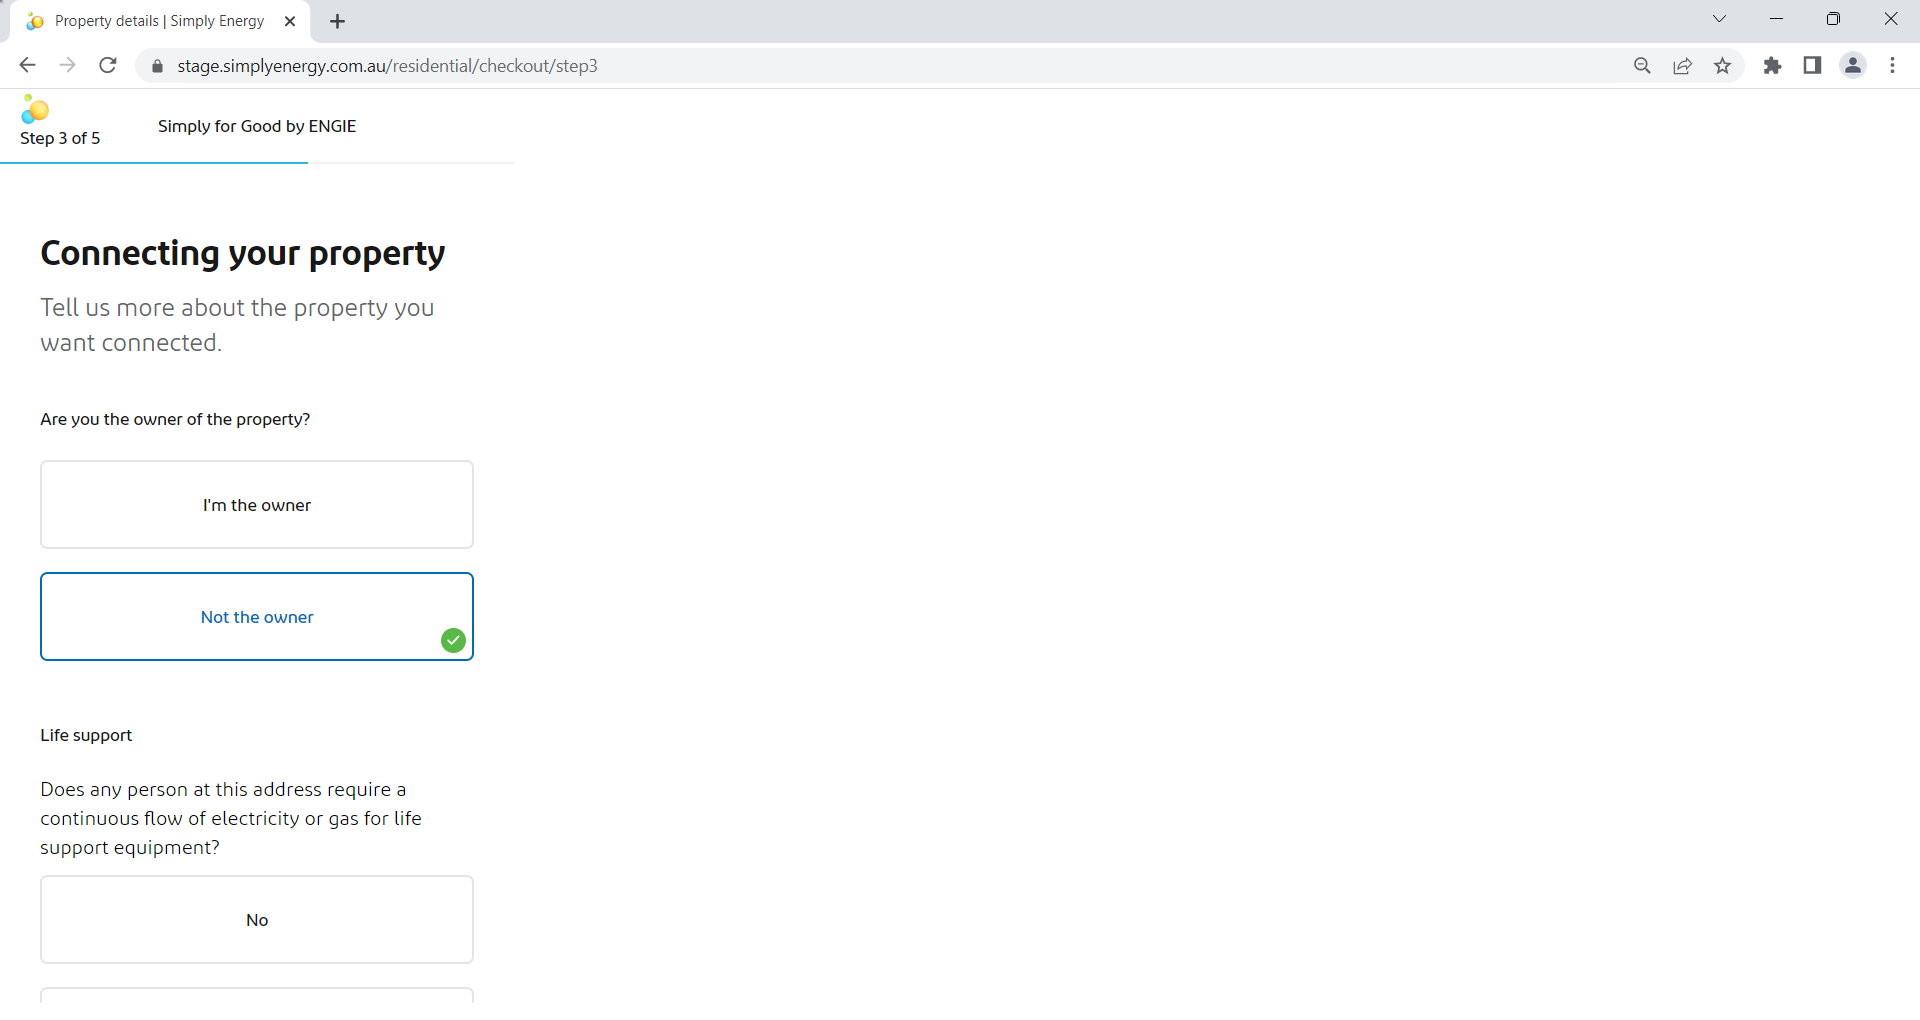 Property details | Simply Energy
stage.simplyenergy.com.au/residential/checkout/step3
Step 3 of 5
Simply for Good by ENGIE
Connecting your property
Tell us more about the property you
want connected.
Are you the owner of the property?
I'm the owner
Not the owner
Life support
Does any person at this address require a
continuous flow of electricity or gas for life
support equipment?
No